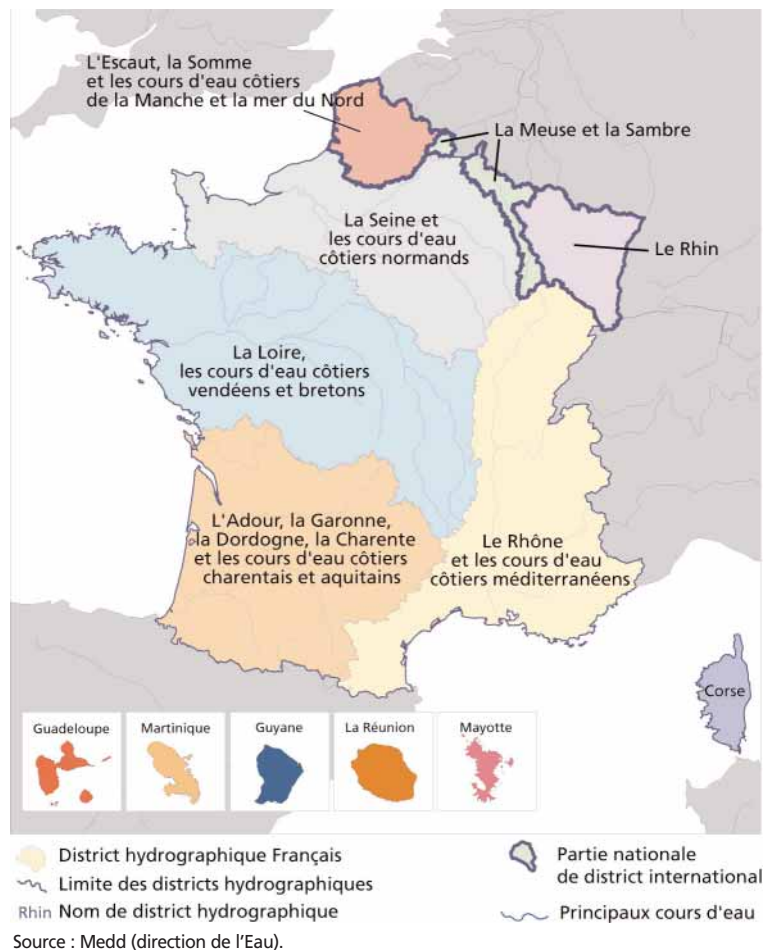 L'Escaut, la Somme
et les cours d'eau côtiers
de la Manche et la mer du Nord
La Meuse et la Sambre
La Seine et
les cours d'eau
côtiers normands
Le Rhin
La Loire,
les cours d'eau côtiers
vendéens et bretons
L'Adour, la Garonne,
la Dordogne, la Charente
et les cours d'eau côtiers
charentais et aquitains
Le Rhône
et les cours d'eau
côtiers méditerranéens
Corse
Guadeloupe
Martinique
Guyane
La Réunion
Mayotte
District hydrographique Français
Limite des districts hydrographiques
Rhin Nom de district hydrographique
Partie nationale
de district international
Principaux cours d'eau
Source : Medd (direction de l'Eau).